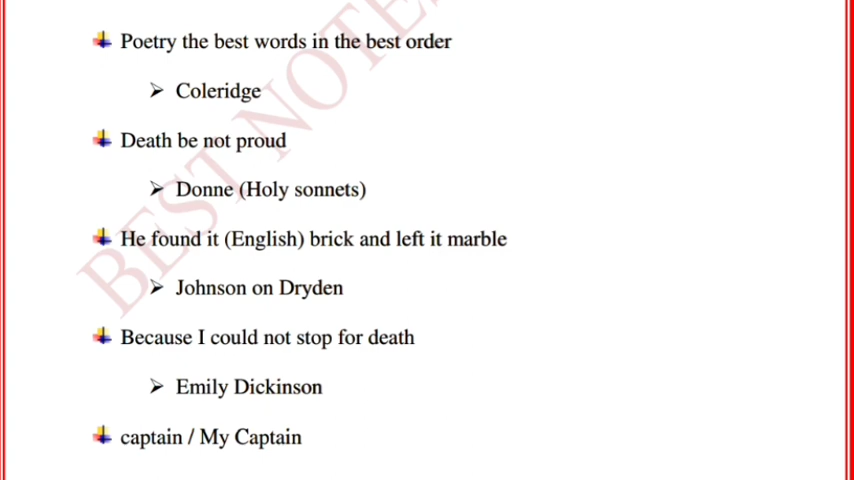 Poetry the best words in the best order
Coleridge
Death be not proud
Donne (Holy sonnets)
He found it (English) brick and left it marble
Johnson on Dryden
Because I could not stop for death
Emily Dickinson
captain / My Captain
BEST NOTES